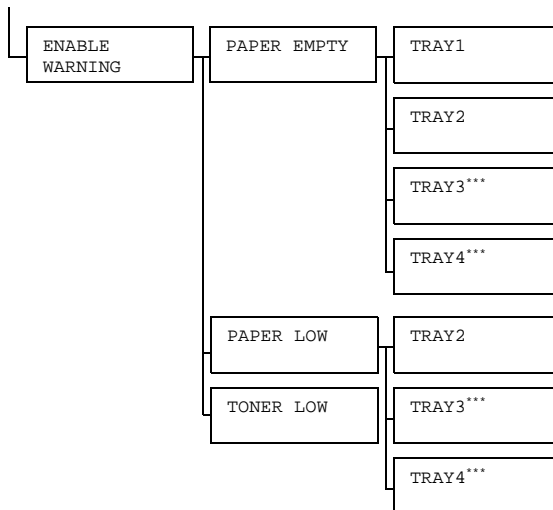 ENABLE
WARNING
PAPER EMPTY
TRAY1
TRAY2
TRAY3***
TRAY4***
PAPER LOW
TRAY2
TONER LOW
TRAY3***
TRAY4***